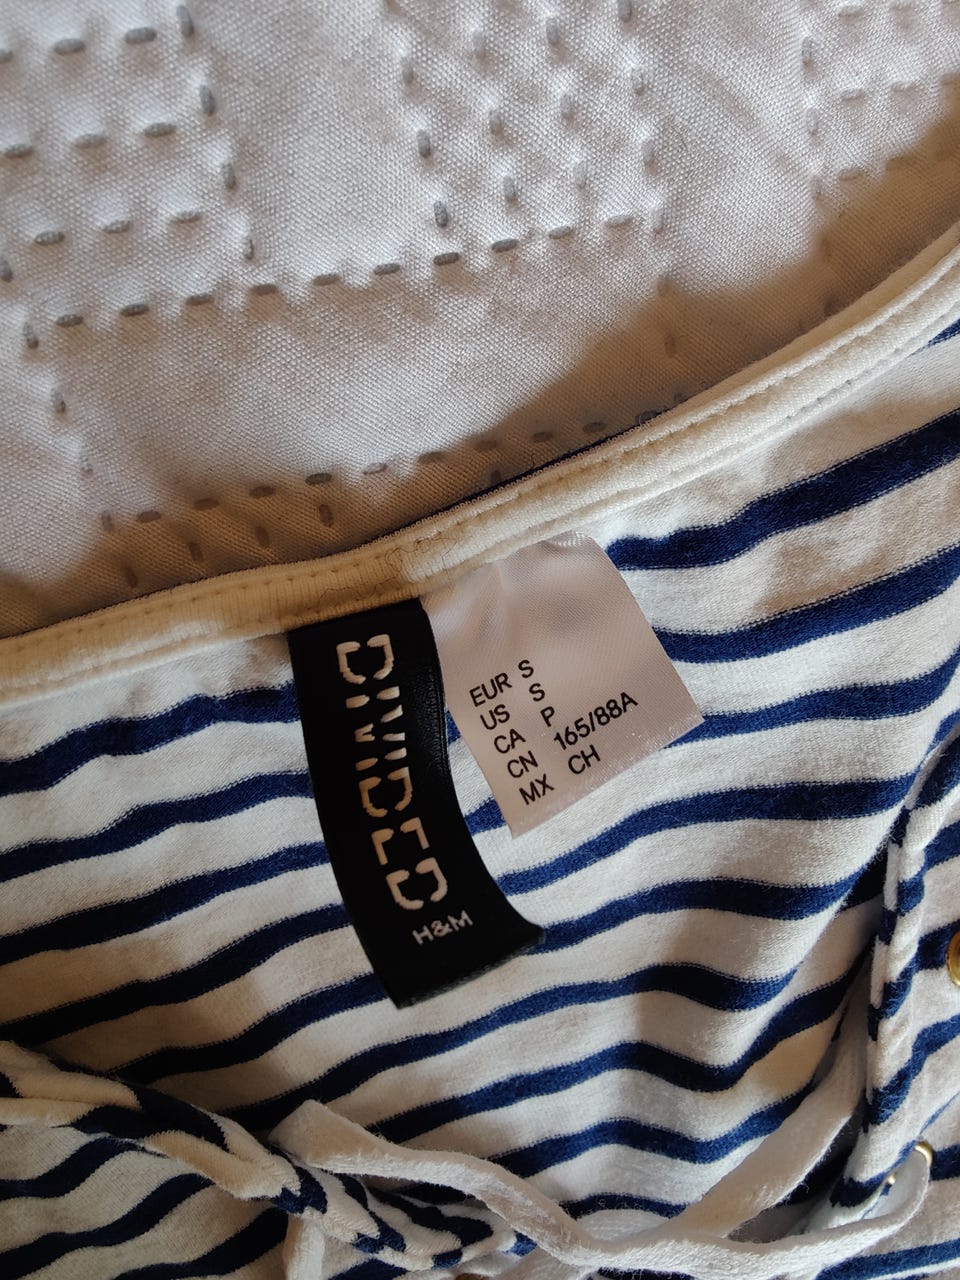 DIVIDED
H&M
EUR S
US S
CA P
CN 165/88A
MX CH